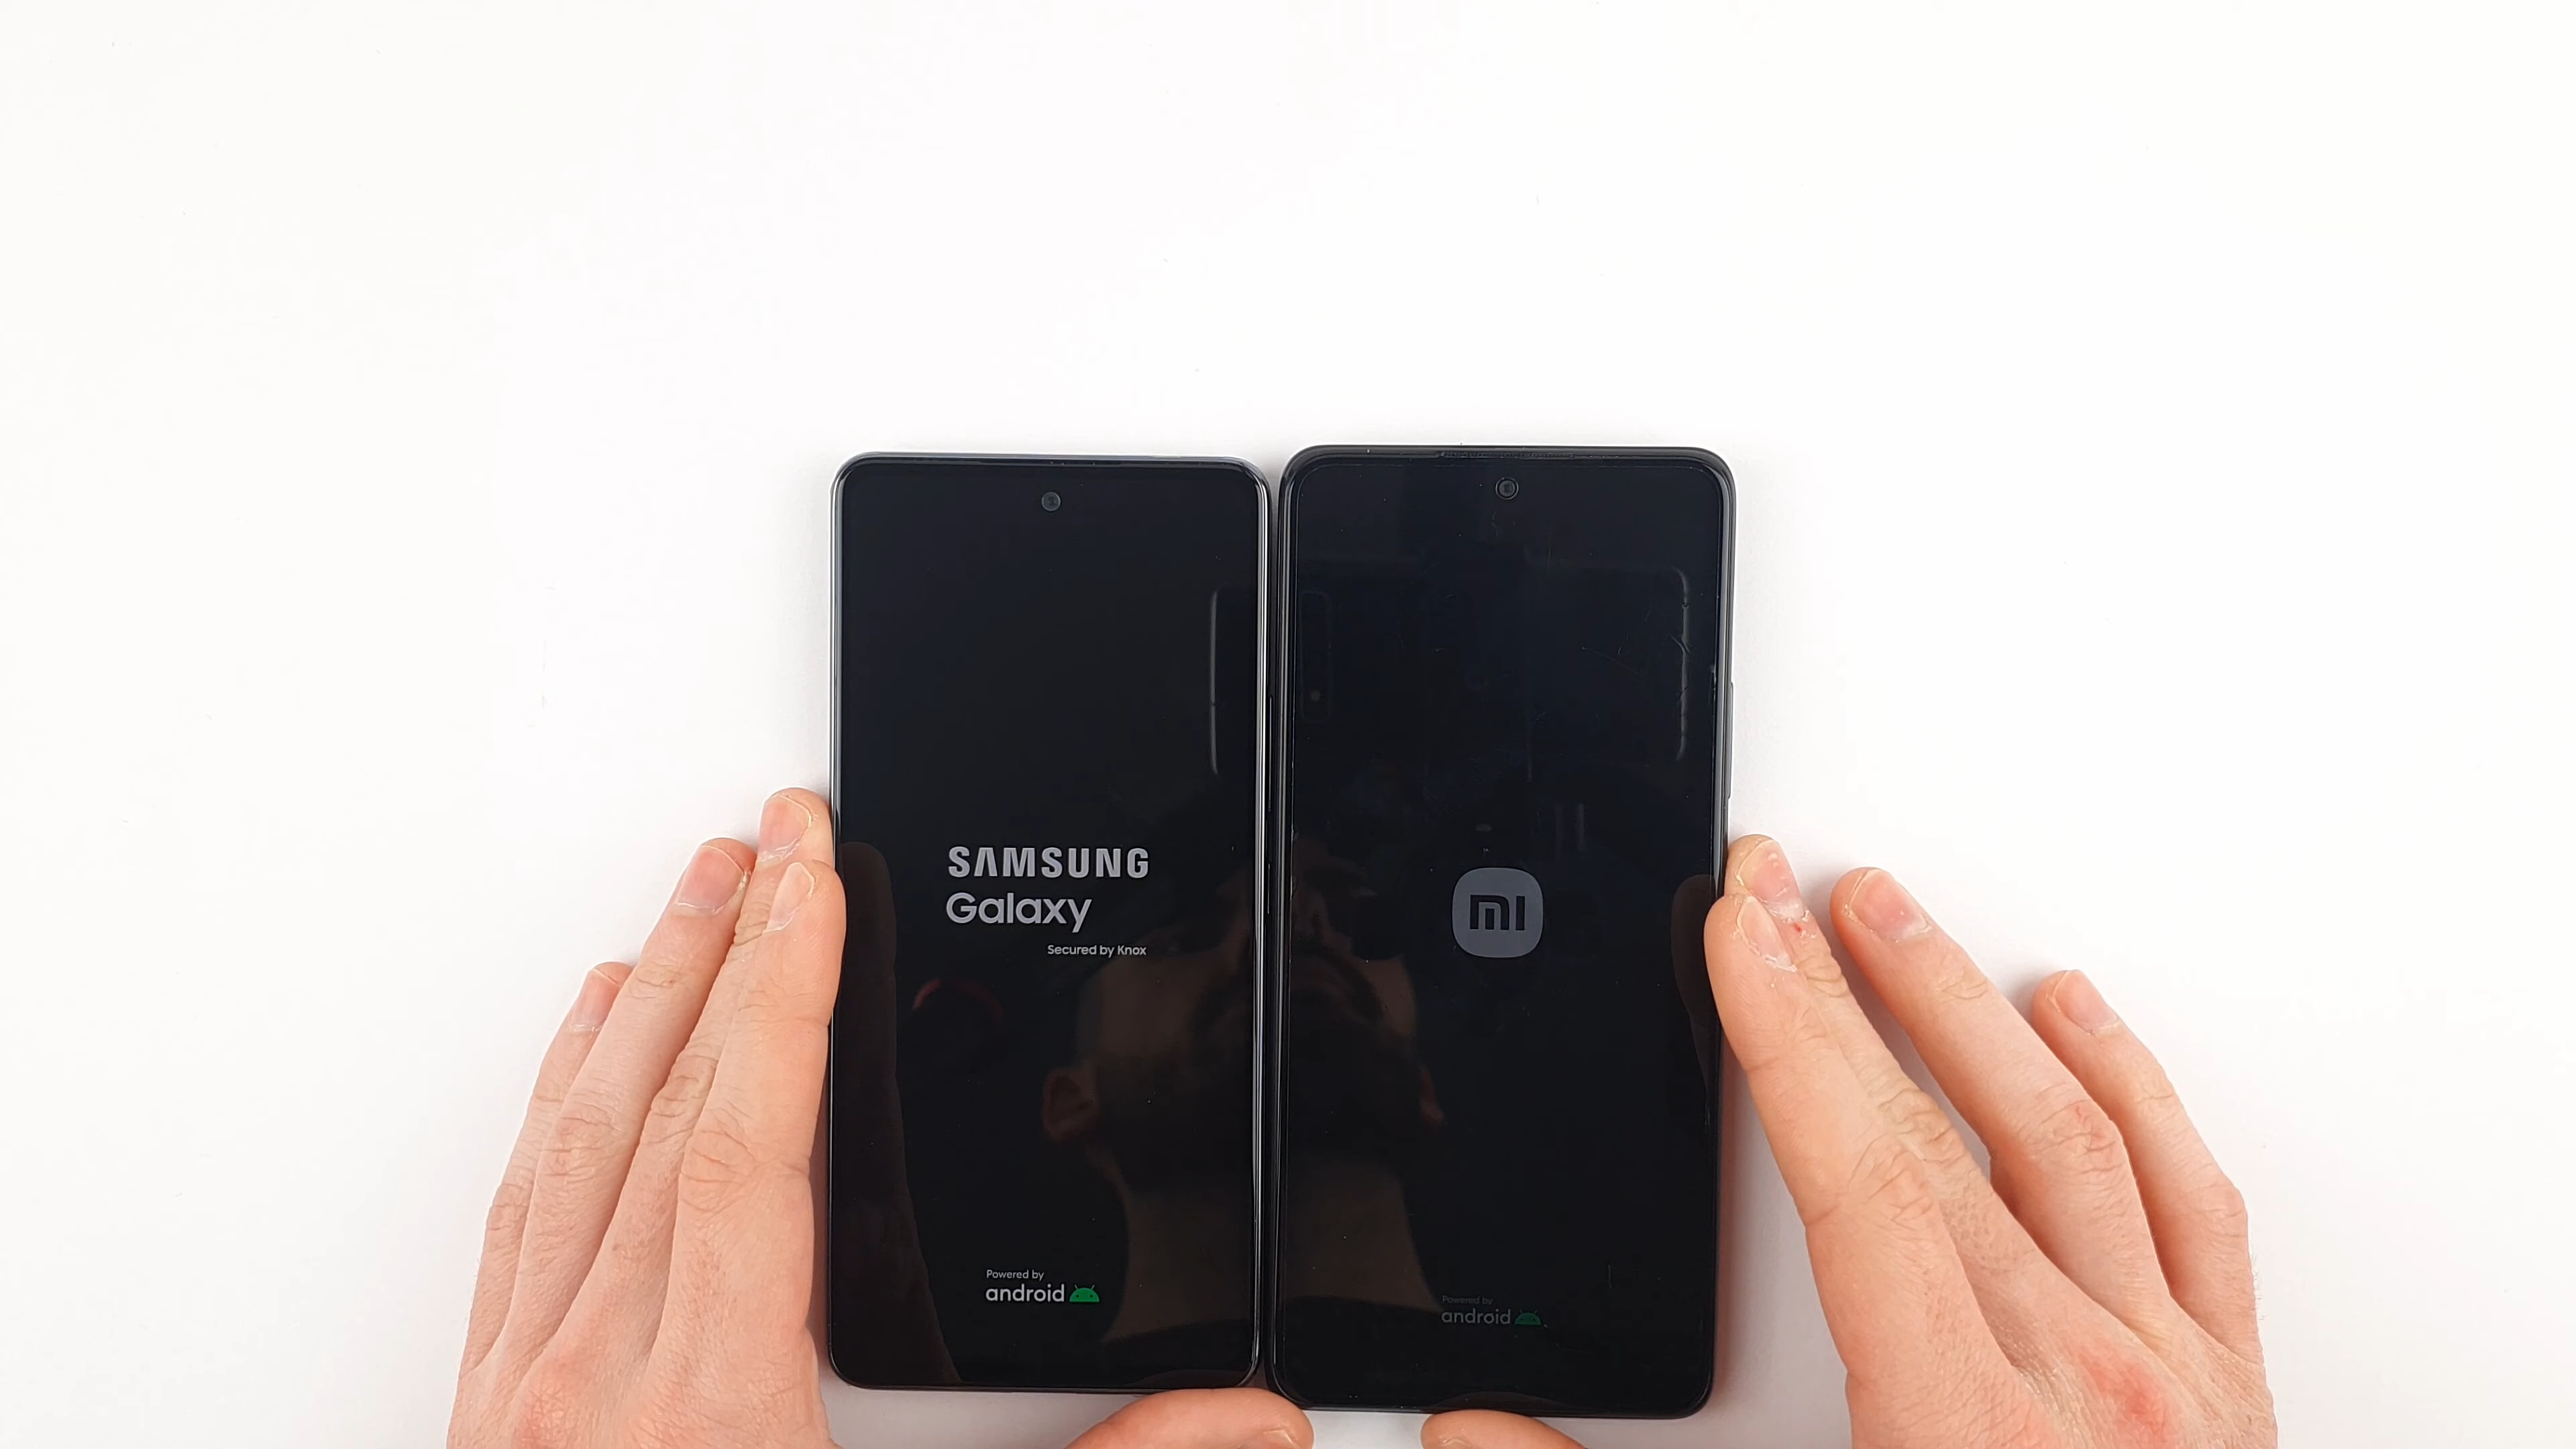 SAMSUNG
Galaxy
Secured by Knox
Powered by
android
mi
Powered by
android